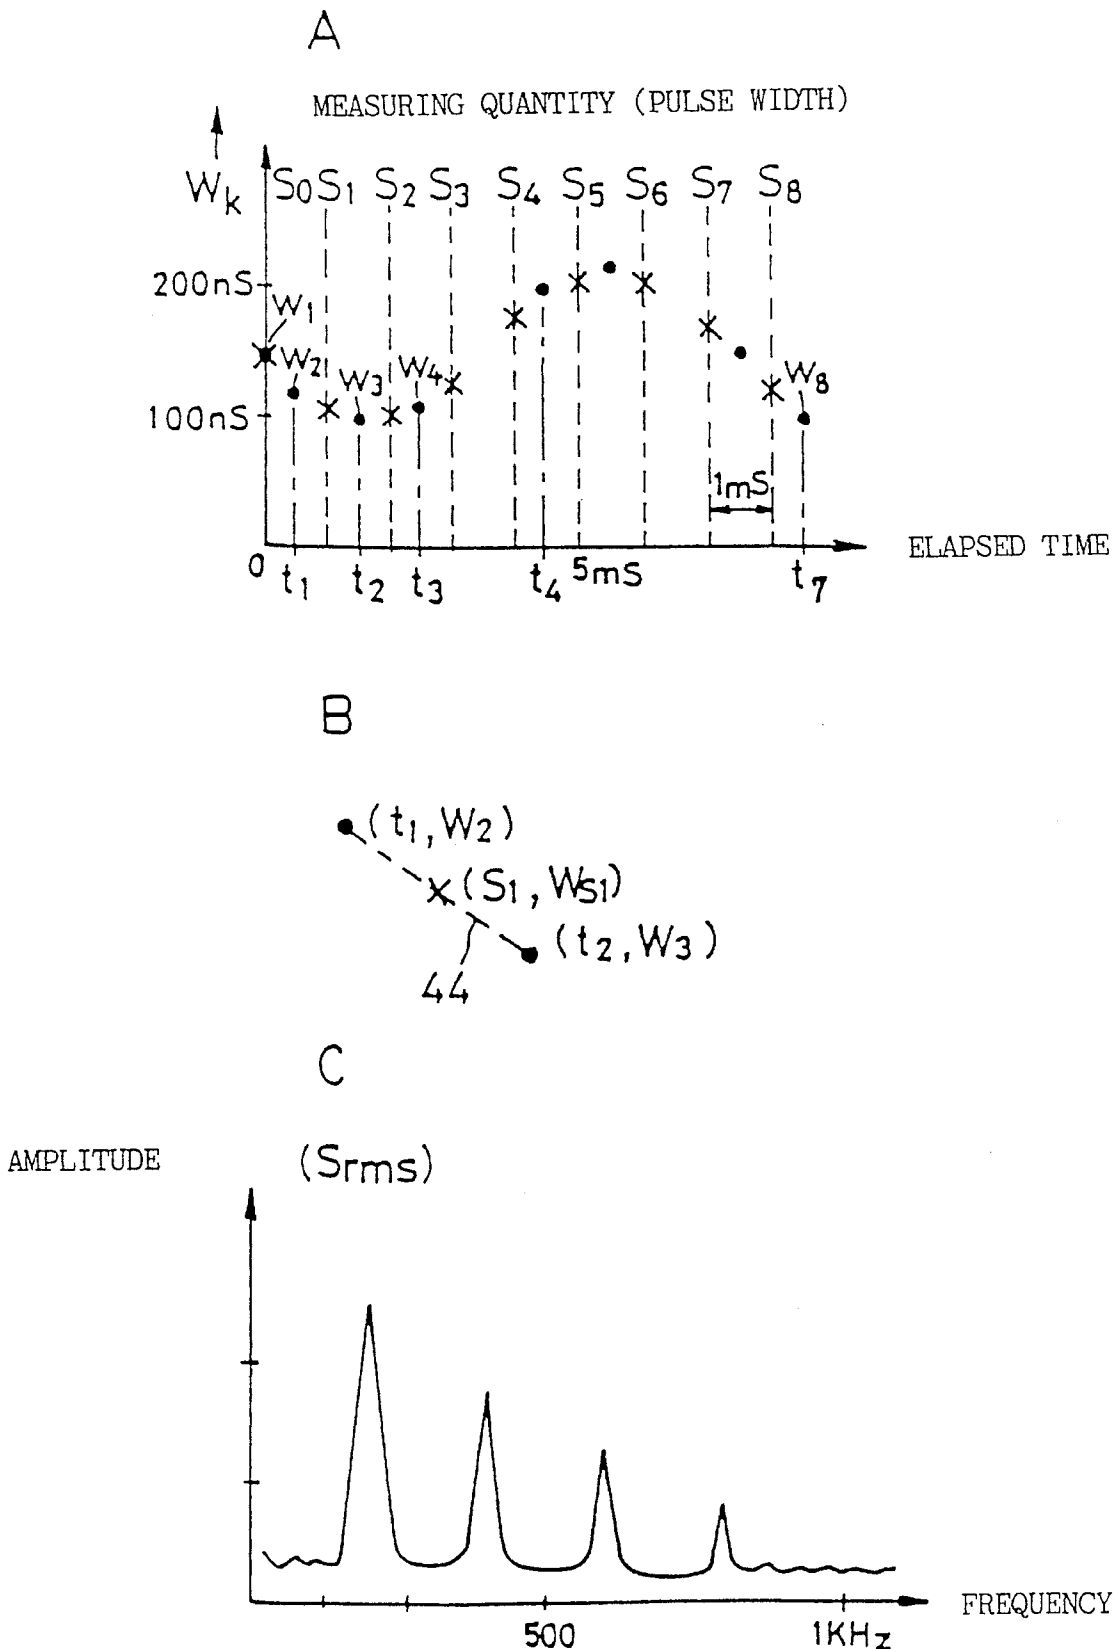 A
MEASURING QUANTITY (PULSE WIDTH)
Wk S0 S1 S2 S3 S4 S5 S6 S7 S8
200nS
W1
W2 W3 W4 W8
100nS
1mS
ELAPSED TIME
0 t1 t2 t3 t4 5mS t7
B
(t1, W2)
(S1, WS1)
(t2, W3)
44
C
AMPLITUDE (Srms)
FREQUENCY
500 1KHz